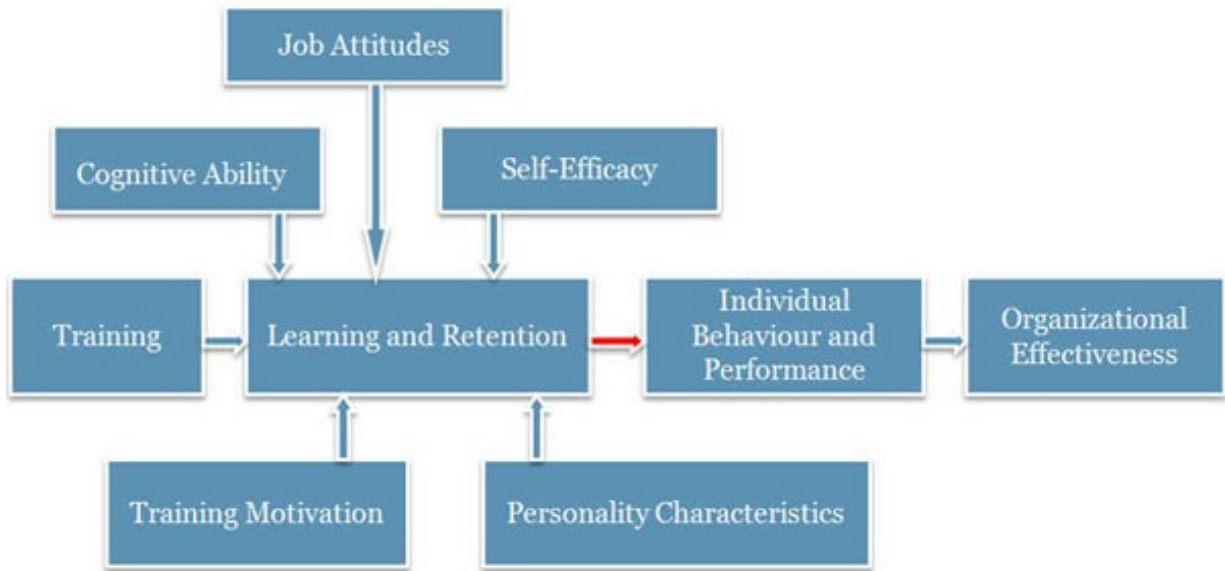 Job Attitudes
Cognitive Ability
Self-Efficacy
Training
Learning and Retention
Individual
Behaviour and
Performance
Organizational
Effectiveness
Training Motivation
Personality Characteristics